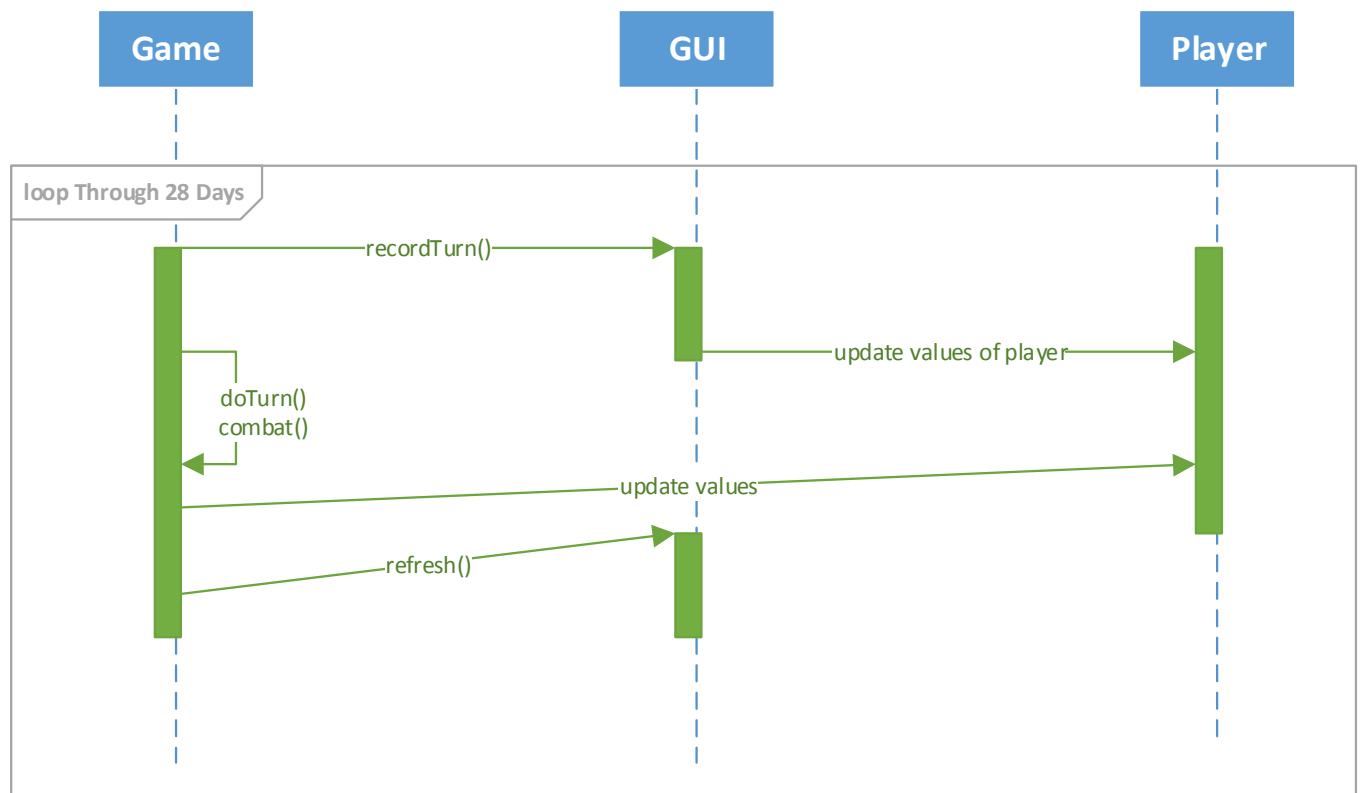 Game
GUI
Player
loop Through 28 Days
recordTurn()
update values of player
doTurn()
combat()
update values
refresh()